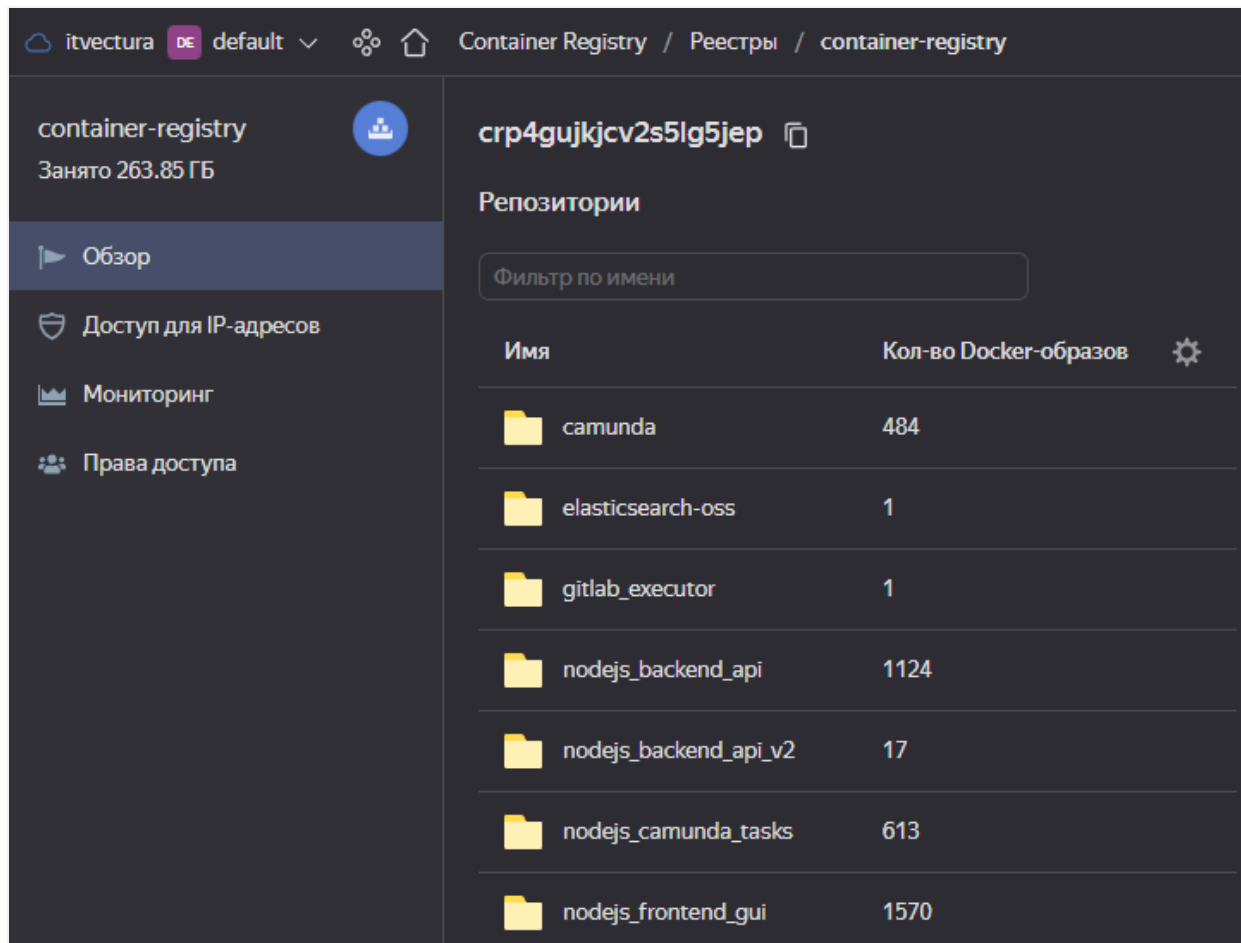 itvectura DE default Container Registry / Реестры / container-registry
container-registry
Занято 263.85 ГБ
Обзор
Доступ для IP-адресов
Мониторинг
Права доступа
crp4gujkjcv2s5lg5jep
Репозитории
Фильтр по имени
Имя Кол-во Docker-образов
camunda 484
elasticsearch-oss 1
gitlab_executor 1
nodejs_backend_api 1124
nodejs_backend_api_v2 17
nodejs_camunda_tasks 613
nodejs_frontend_gui 1570